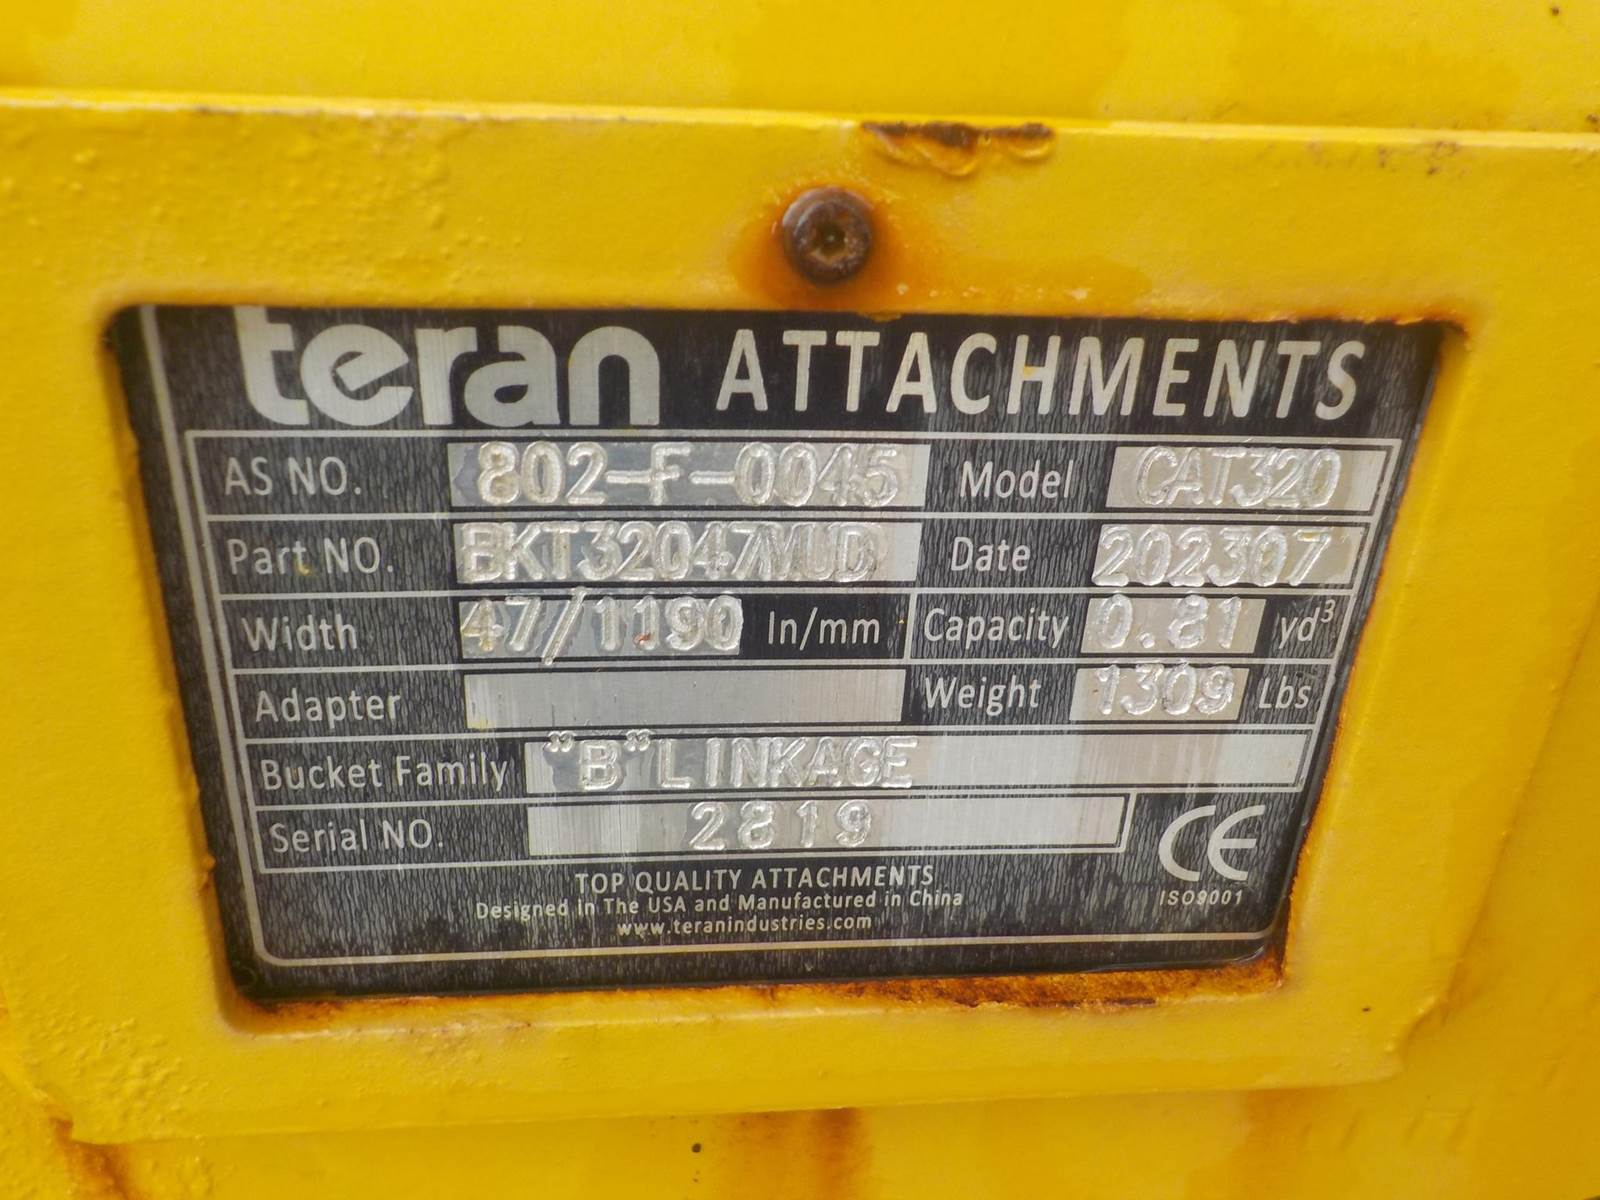 teran ATTACHMENTS
AS NO. 802-F-0045 Model CAT320
Part NO. BKT32047MUD Date 202307
Width 47/1190 In/mm Capacity 0.81 yd³
Adapter Weight 1309 Lbs
Bucket Family "B"LINKAGE
Serial NO. 2819 CE
ISO9001
TOP QUALITY ATTACHMENTS
Designed in The USA and Manufactured in China
www.teranindustries.com